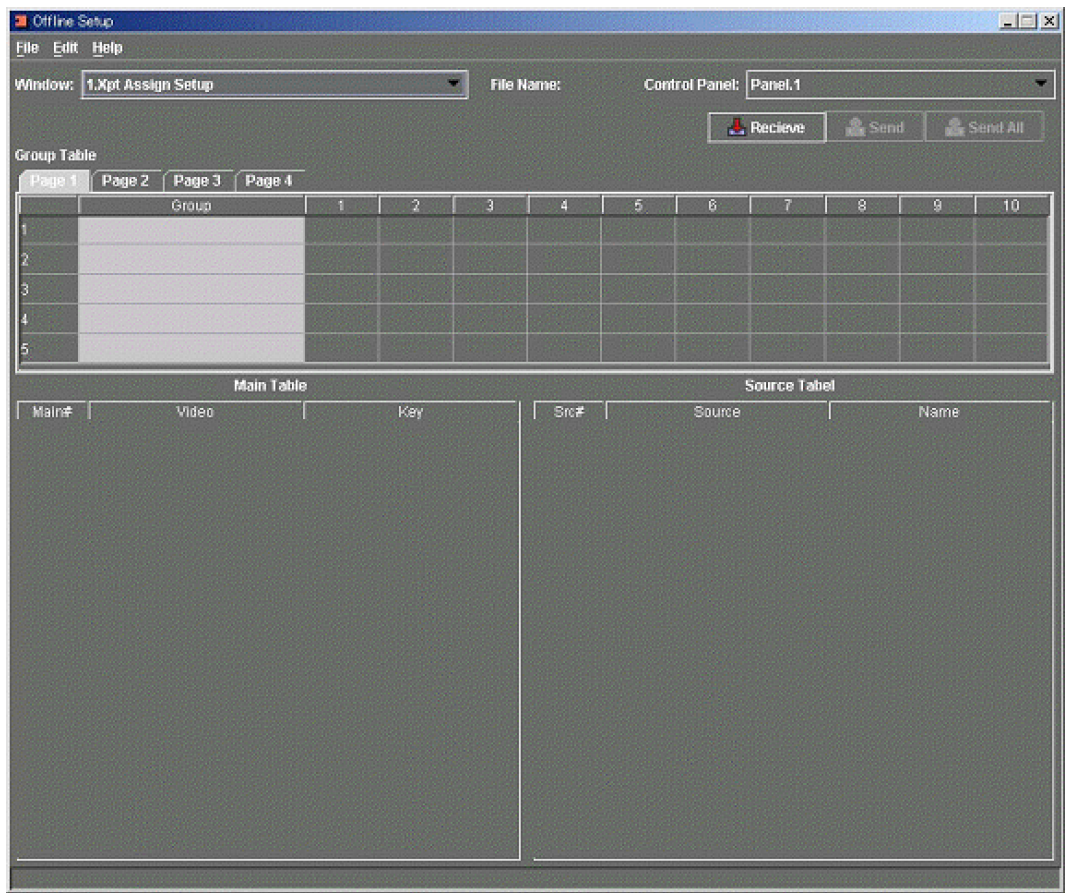 Offline Setup
File Edit Help
Window: 1.Xpt Assign Setup File Name: Control Panel: Panel.1
Recieve Send Send All
Group Table
Page 1 Page 2 Page 3 Page 4
Group 1 2 3 4 5 6 7 8 9 10
1
2
3
4
5
Main Table Source Tabel
Main# Video Key Src# Source Name